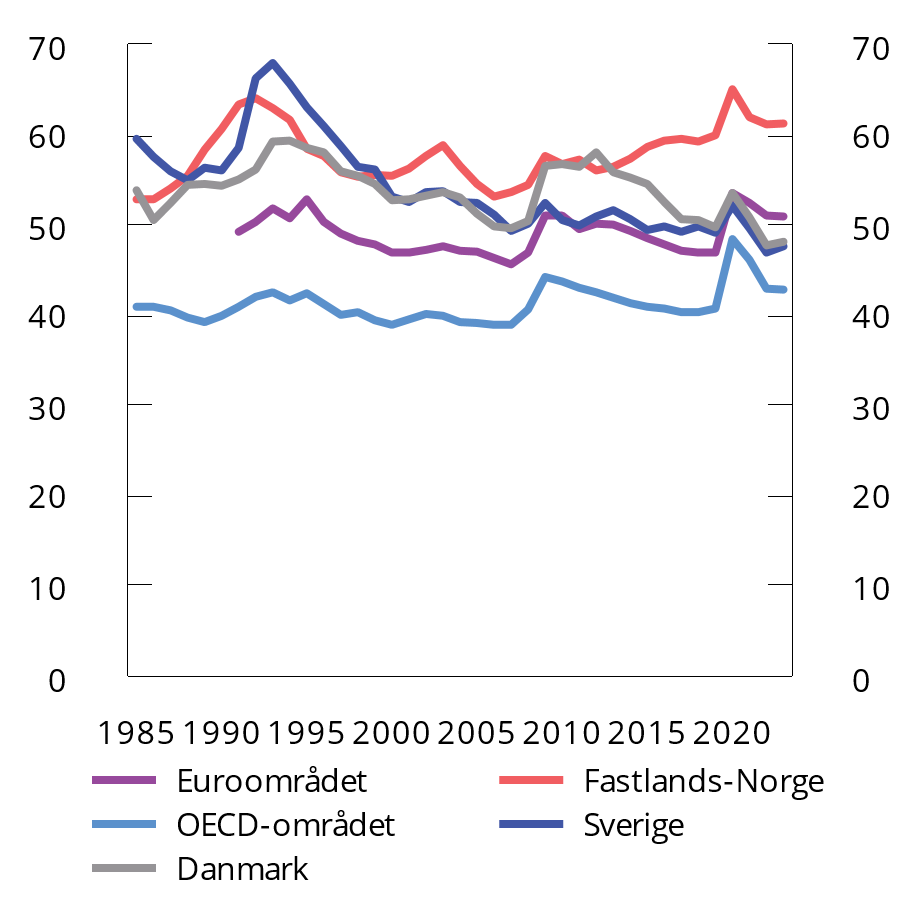 70 70
60 60
50 50
40 40
30 30
20 20
10 10
0 0
1985 1990 1995 2000 2005 2010 2015 2020
Euroområdet Fastlands-Norge
OECD-området Sverige
Danmark